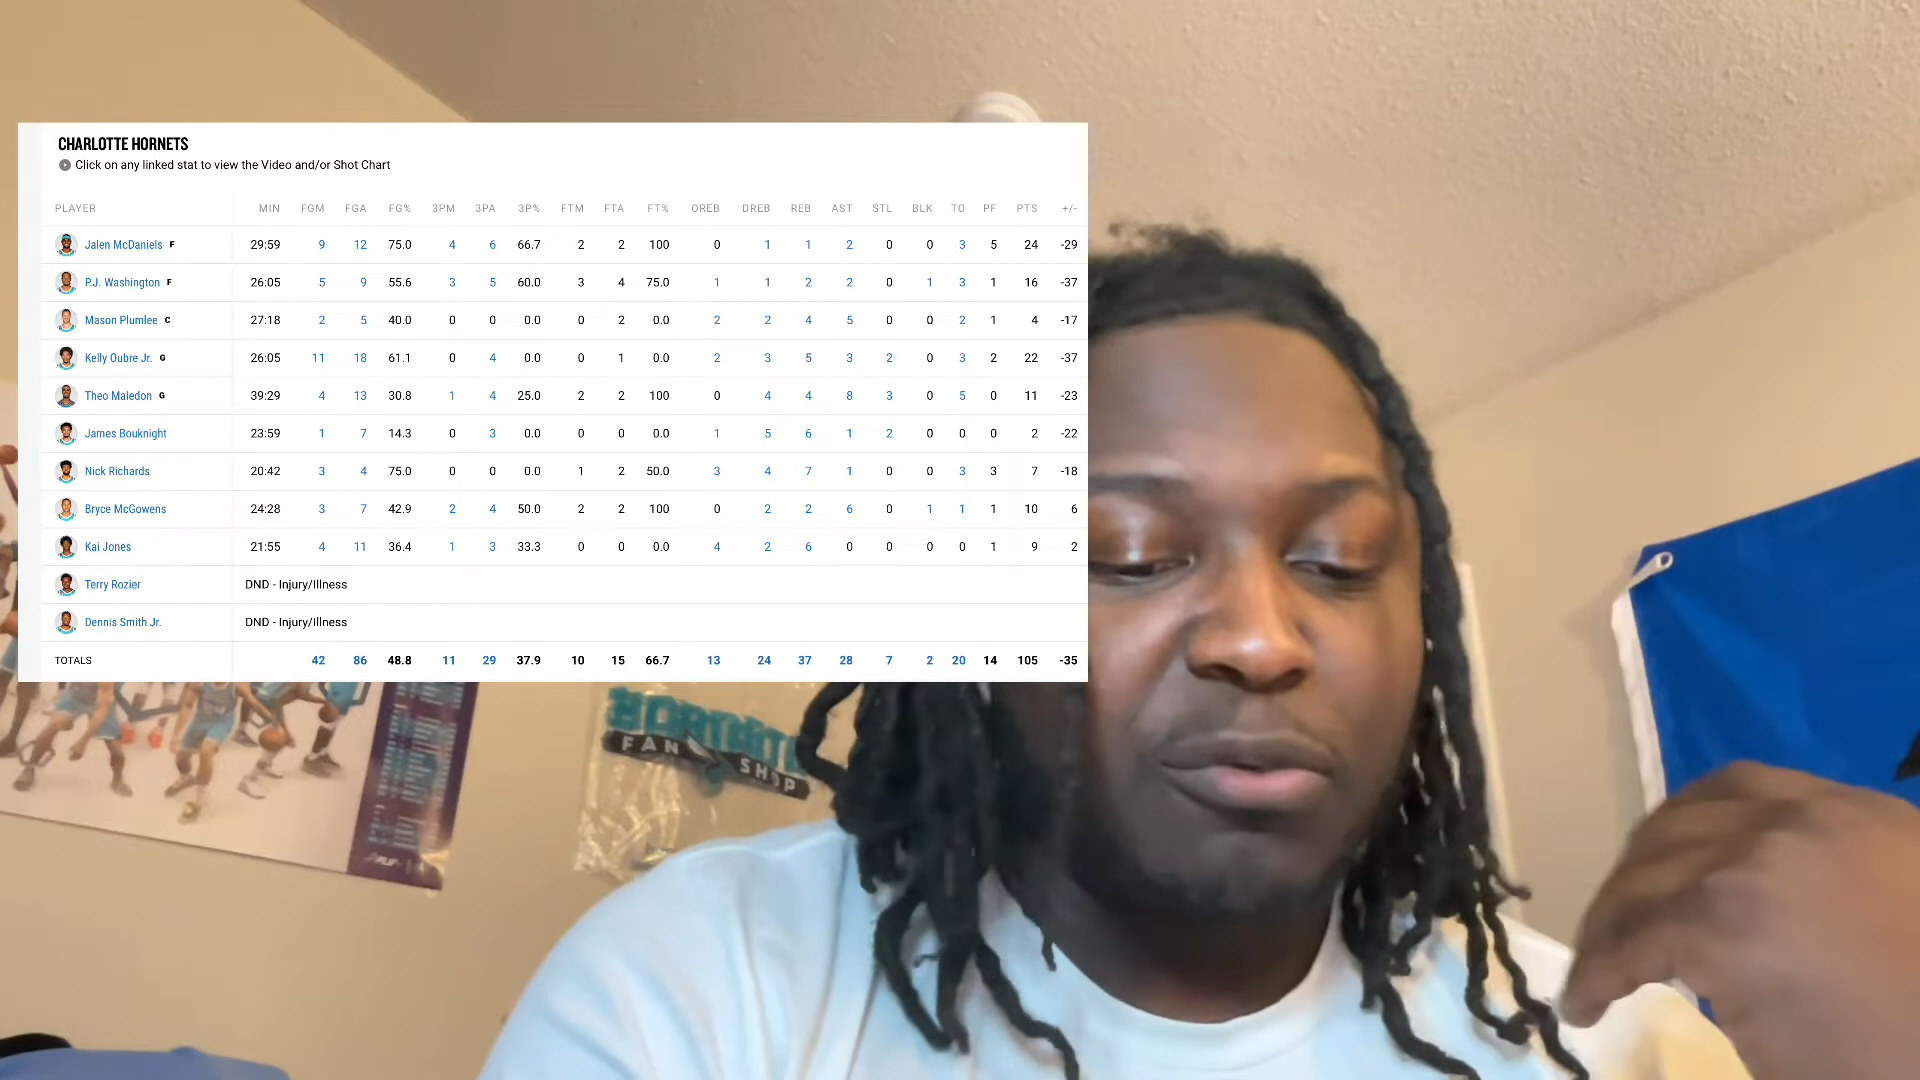 CHARLOTTE HORNETS
Click on any linked stat to view the Video and/or Shot Chart
PLAYER MIN FGM FGA FG% 3PM 3PA 3P% FTM FTA FT% OREB DREB REB AST STL BLK TO PF PTS +/-
Jalen McDaniels F 29:59 9 12 75.0 4 6 66.7 2 2 100 0 1 1 2 0 0 3 5 24 -29
P.J. Washington F 26:05 5 9 55.6 3 5 60.0 3 4 75.0 1 1 2 2 0 1 3 1 16 -37
Mason Plumlee C 27:18 2 5 40.0 0 0 0.0 0 2 0.0 2 2 4 5 0 0 2 1 4 -17
Kelly Oubre Jr. G 26:05 11 18 61.1 0 4 0.0 0 1 0.0 2 3 5 3 2 0 3 2 22 -37
Theo Maledon G 39:29 4 13 30.8 1 4 25.0 2 2 100 0 4 4 8 3 0 5 0 11 -23
James Bouknight 23:59 1 7 14.3 0 3 0.0 0 0 0.0 1 5 6 1 2 0 0 0 2 -22
Nick Richards 20:42 3 4 75.0 0 0 0.0 1 2 50.0 3 4 7 1 0 0 3 3 7 -18
Bryce McGowens 24:28 3 7 42.9 2 4 50.0 2 2 100 0 2 2 6 0 1 1 1 10 6
Kai Jones 21:55 4 11 36.4 1 3 33.3 0 0 0.0 4 2 6 0 0 0 0 1 9 2
Terry Rozier DND - Injury/Illness
Dennis Smith Jr. DND - Injury/Illness
TOTALS 42 86 48.8 11 29 37.9 10 15 66.7 13 24 37 28 7 2 20 14 105 -35
FAN SHOP